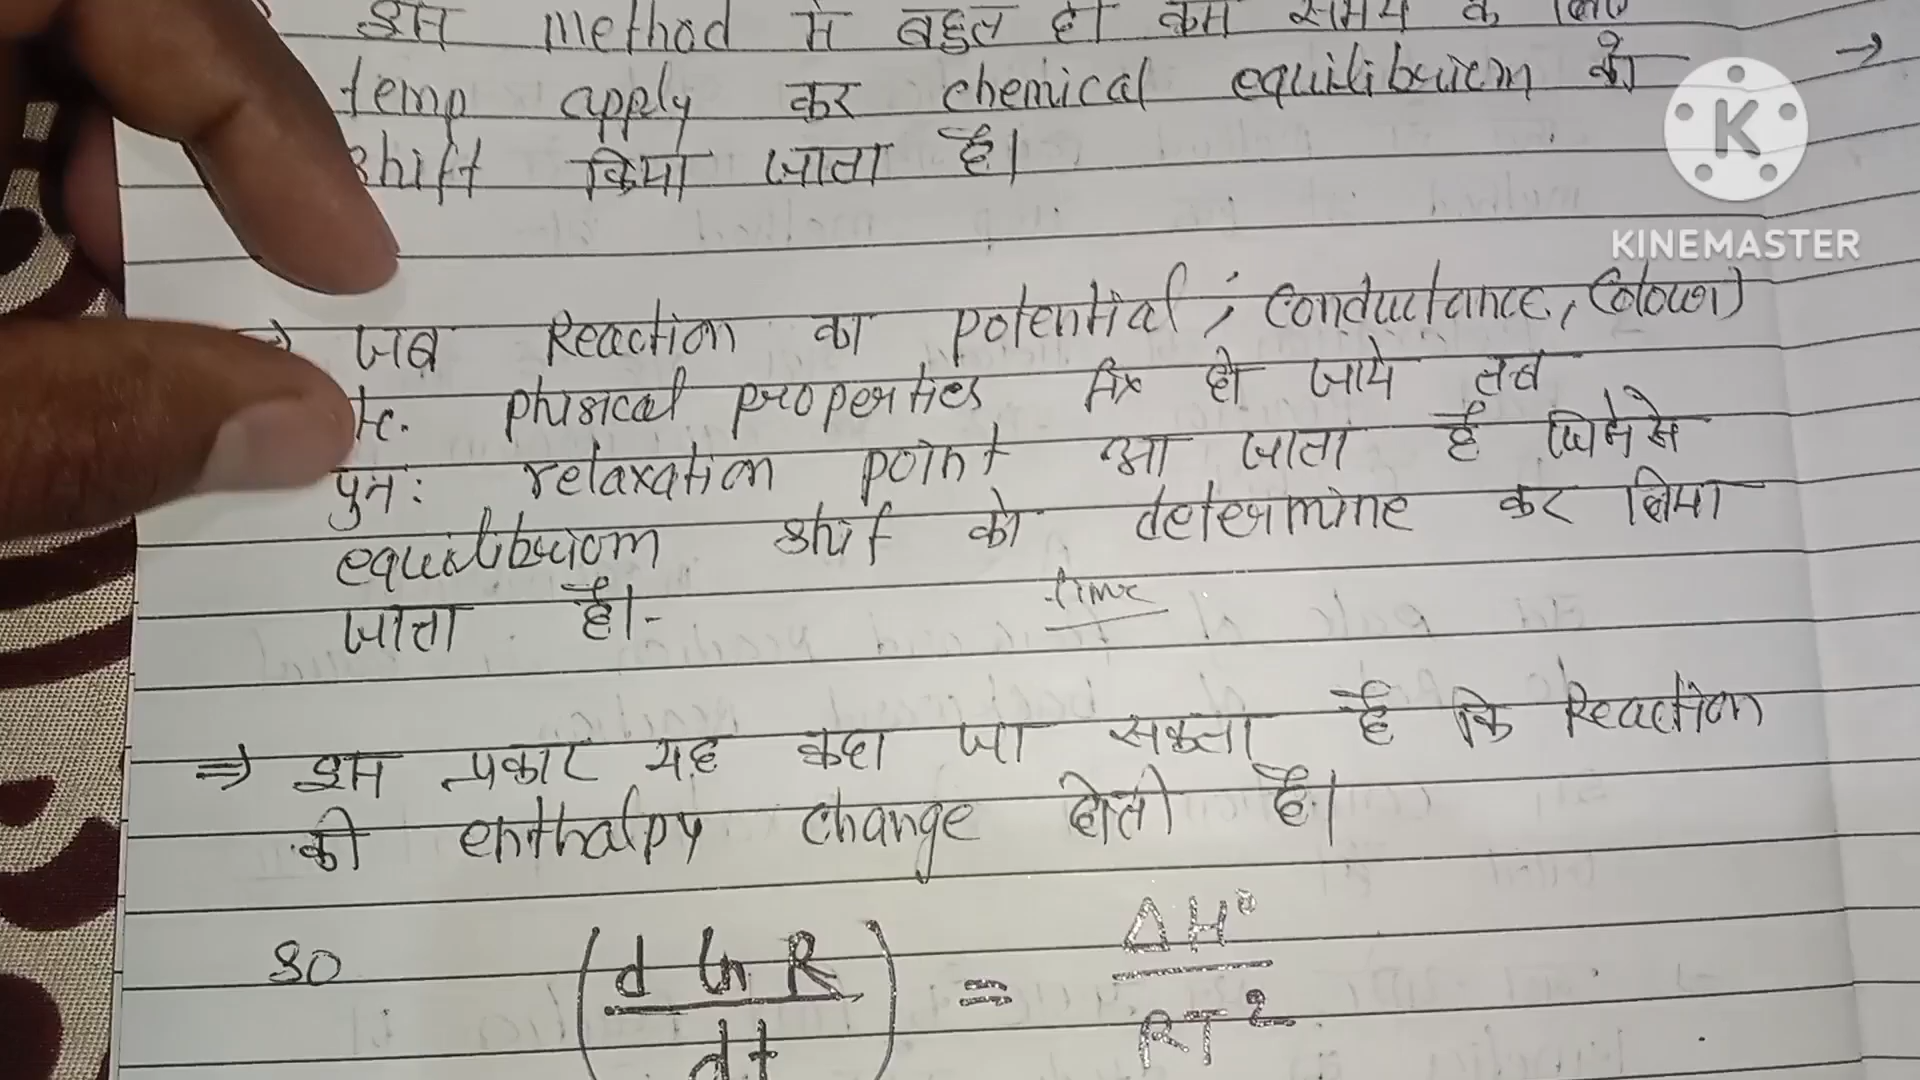 इस method में बहुत ही कम समय के लिए
temp apply कर chemical equilibrium को →
shift किया जाता है।
K
KINEMASTER
→ जब Reaction का potential, conductance, Colour)
tc. physical properties fix हो जाये तब
पुनः relaxation point आ जाता है जिससे
equilibrium shif को determine कर लिया
जाता है।-
time
⇒ इस प्रकार यह कहा जा सकता है कि Reaction
की enthalpy change होती है।
so (d ln R / dt) = ΔH° / RT²